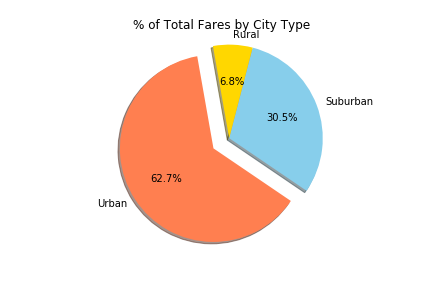 % of Total Fares by City Type
Rural
6.8%
Suburban
30.5%
62.7%
Urban